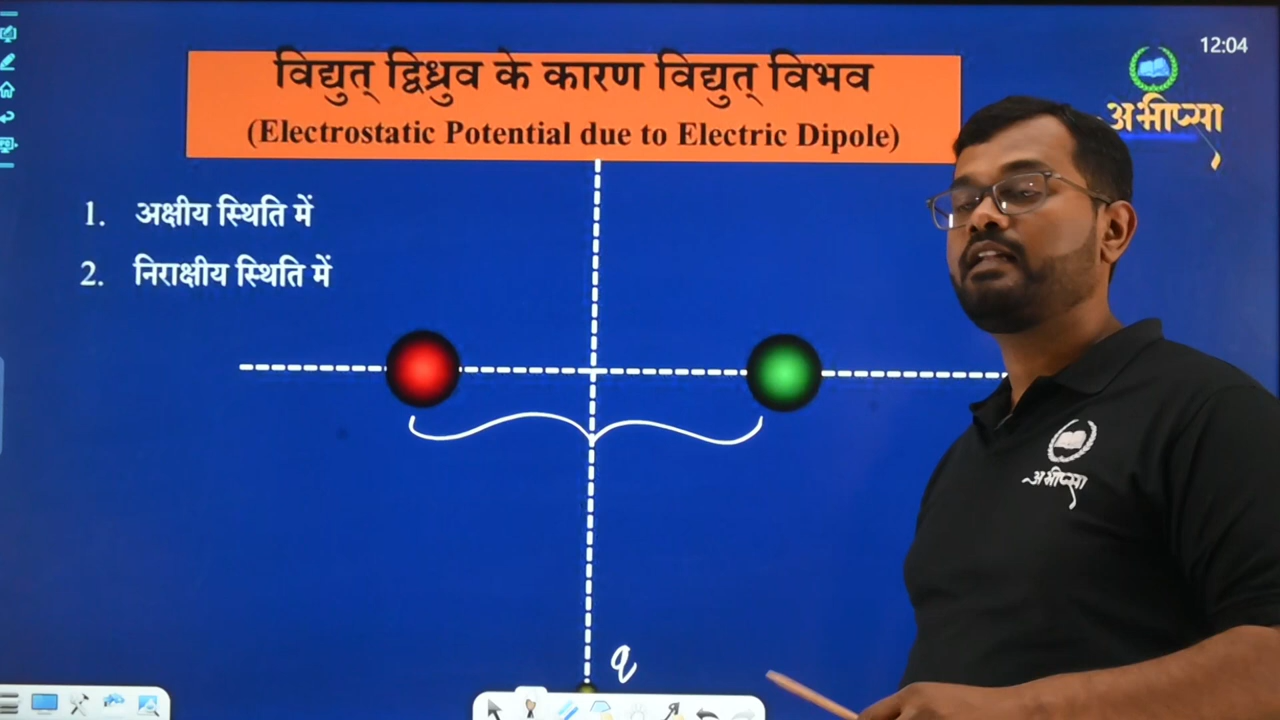 विद्युत् द्विध्रुव के कारण विद्युत् विभव
(Electrostatic Potential due to Electric Dipole)
12:04
अभीप्सा
1. अक्षीय स्थिति में
2. निराक्षीय स्थिति में
अभीप्सा
q